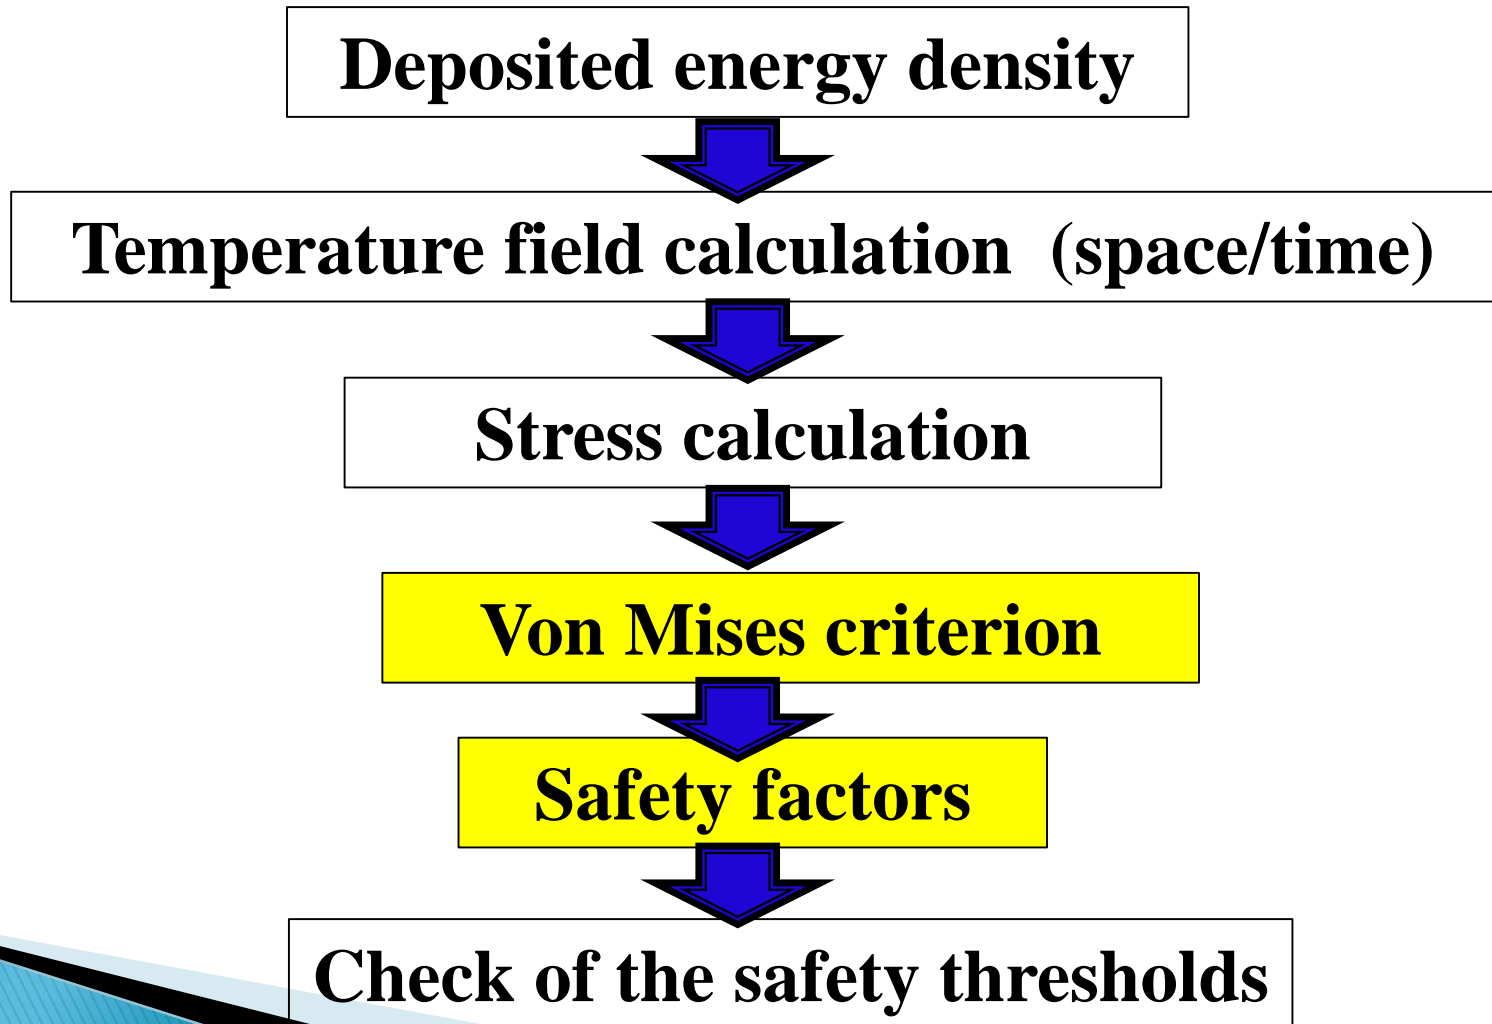 Deposited energy density
Temperature field calculation (space/time)
Stress calculation
Von Mises criterion
Safety factors
Check of the safety thresholds